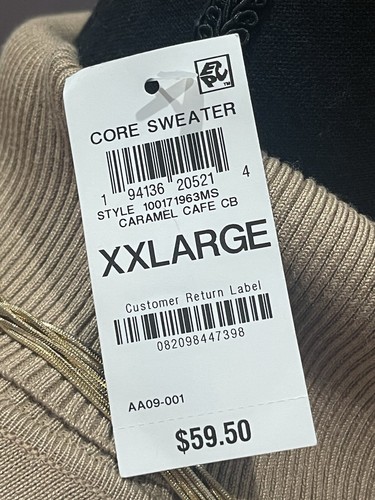 EPC
CORE SWEATER
1 94136 20521 4
STYLE 100171963MS
CARAMEL CAFE CB
XXLARGE
Customer Return Label
082098447398
AA09-001
$59.50